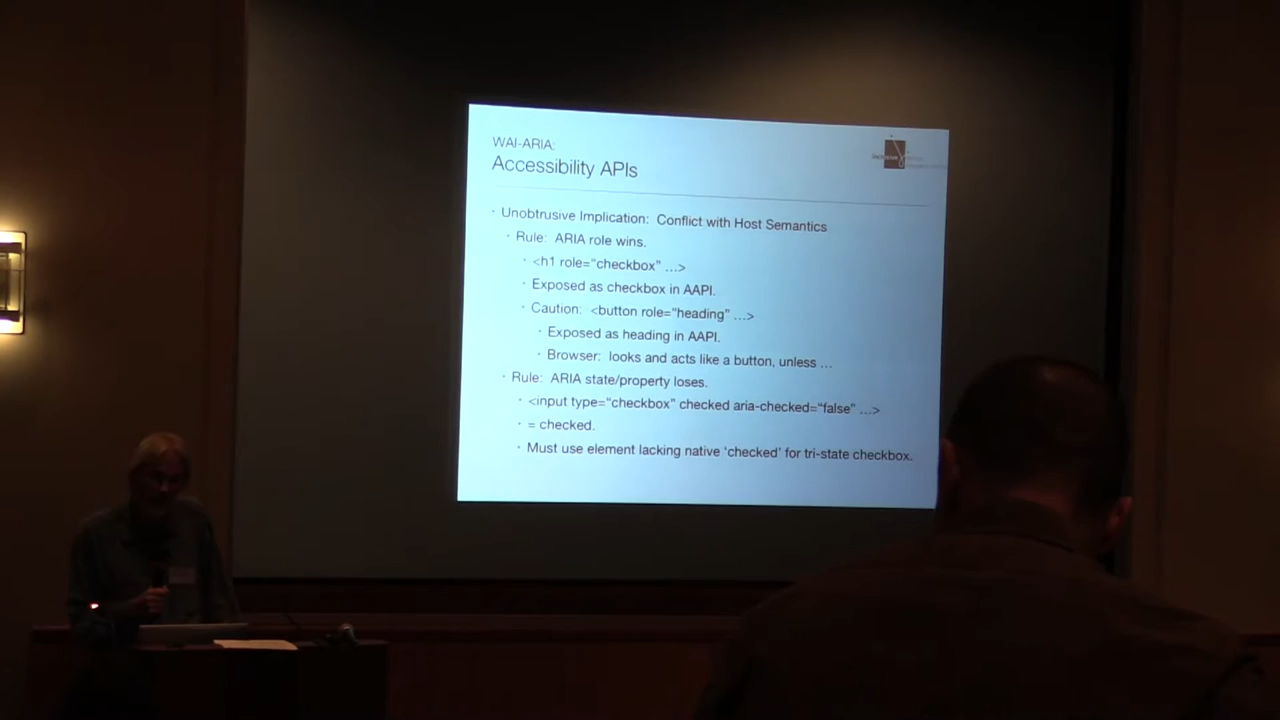 WAI-ARIA:
Accessibility APIs
Inclusive
· Unobtrusive Implication: Conflict with Host Semantics
· Rule: ARIA role wins.
· <h1 role="checkbox" ...>
· Exposed as checkbox in AAPI.
· Caution: <button role="heading" ...>
· Exposed as heading in AAPI.
· Browser: looks and acts like a button, unless ...
· Rule: ARIA state/property loses.
· <input type="checkbox" checked aria-checked="false" ...>
· = checked.
· Must use element lacking native 'checked' for tri-state checkbox.